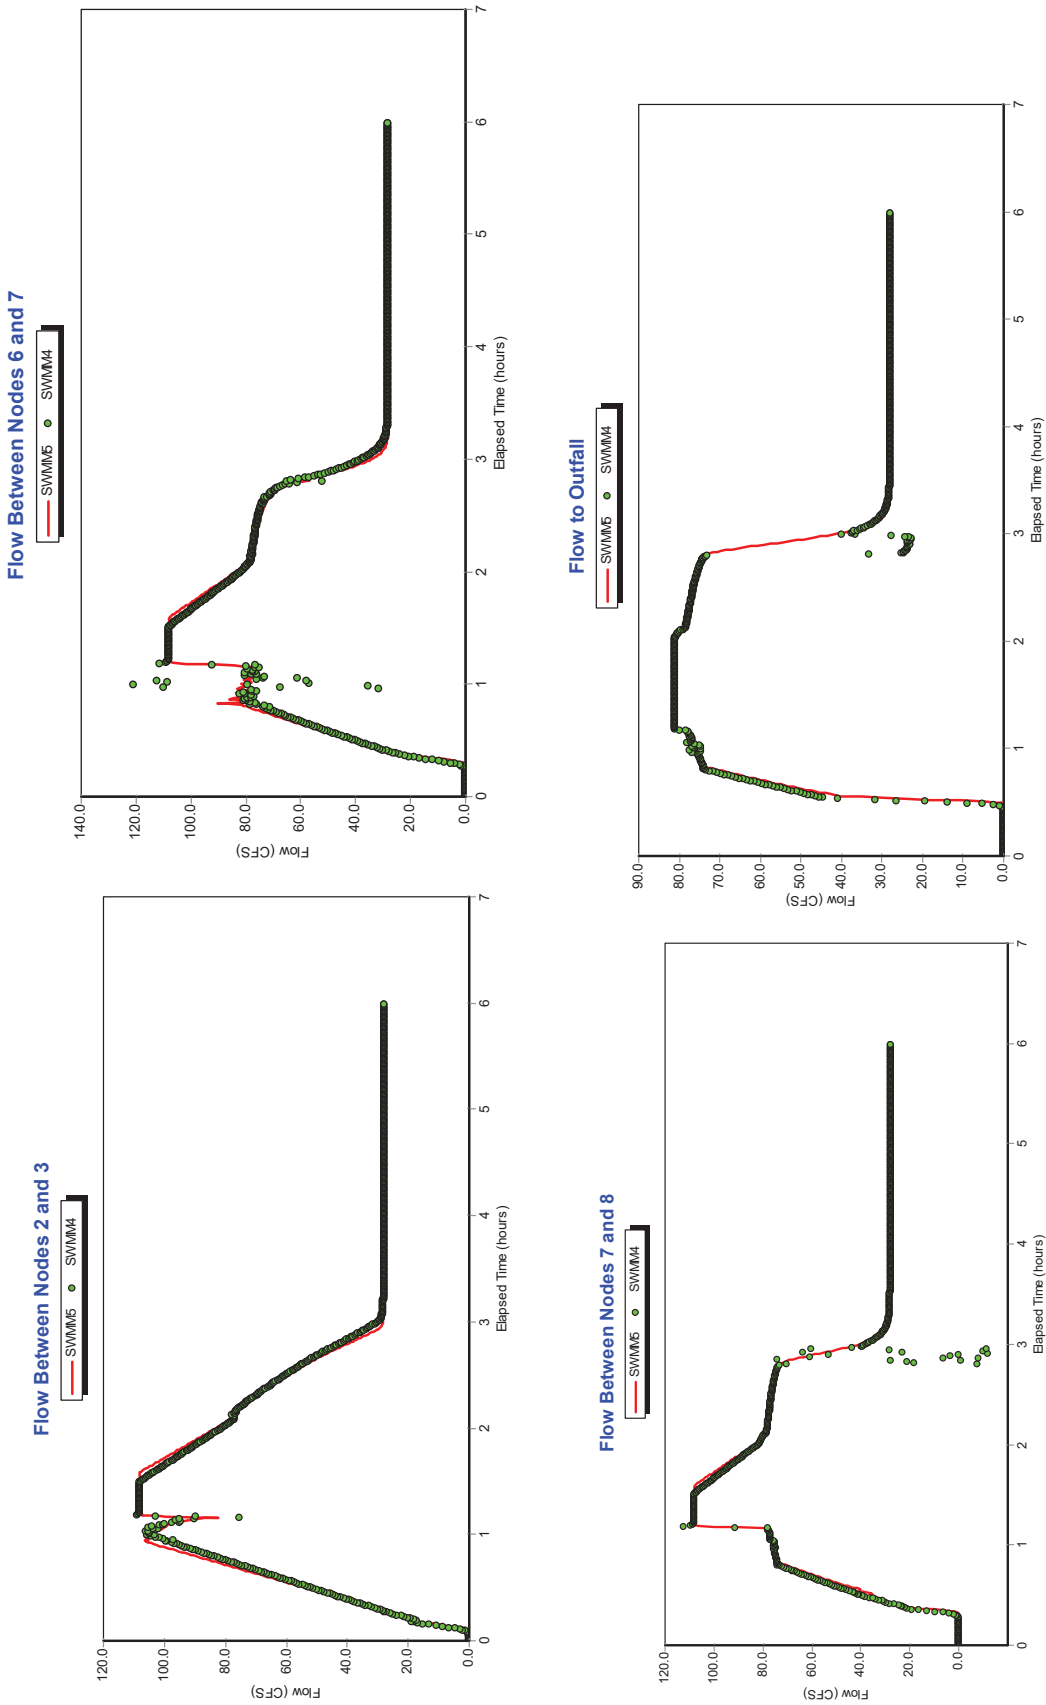 Flow Between Nodes 2 and 3
SWMM5 SWMM4
120.0
100.0
80.0
60.0
40.0
20.0
0.0
Flow (CFS)
0 1 2 3 4 5 6 7
Elapsed Time (hours)
Flow Between Nodes 6 and 7
SWMM5 SWMM4
140.0
120.0
100.0
80.0
60.0
40.0
20.0
0.0
Flow (CFS)
0 1 2 3 4 5 6 7
Elapsed Time (hours)
Flow Between Nodes 7 and 8
SWMM5 SWMM4
120.0
100.0
80.0
60.0
40.0
20.0
0.0
Flow (CFS)
0 1 2 3 4 5 6 7
Elapsed Time (hours)
Flow to Outfall
SWMM5 SWMM4
90.0
80.0
70.0
60.0
50.0
40.0
30.0
20.0
10.0
0.0
Flow (CFS)
0 1 2 3 4 5 6 7
Elapsed Time (hours)